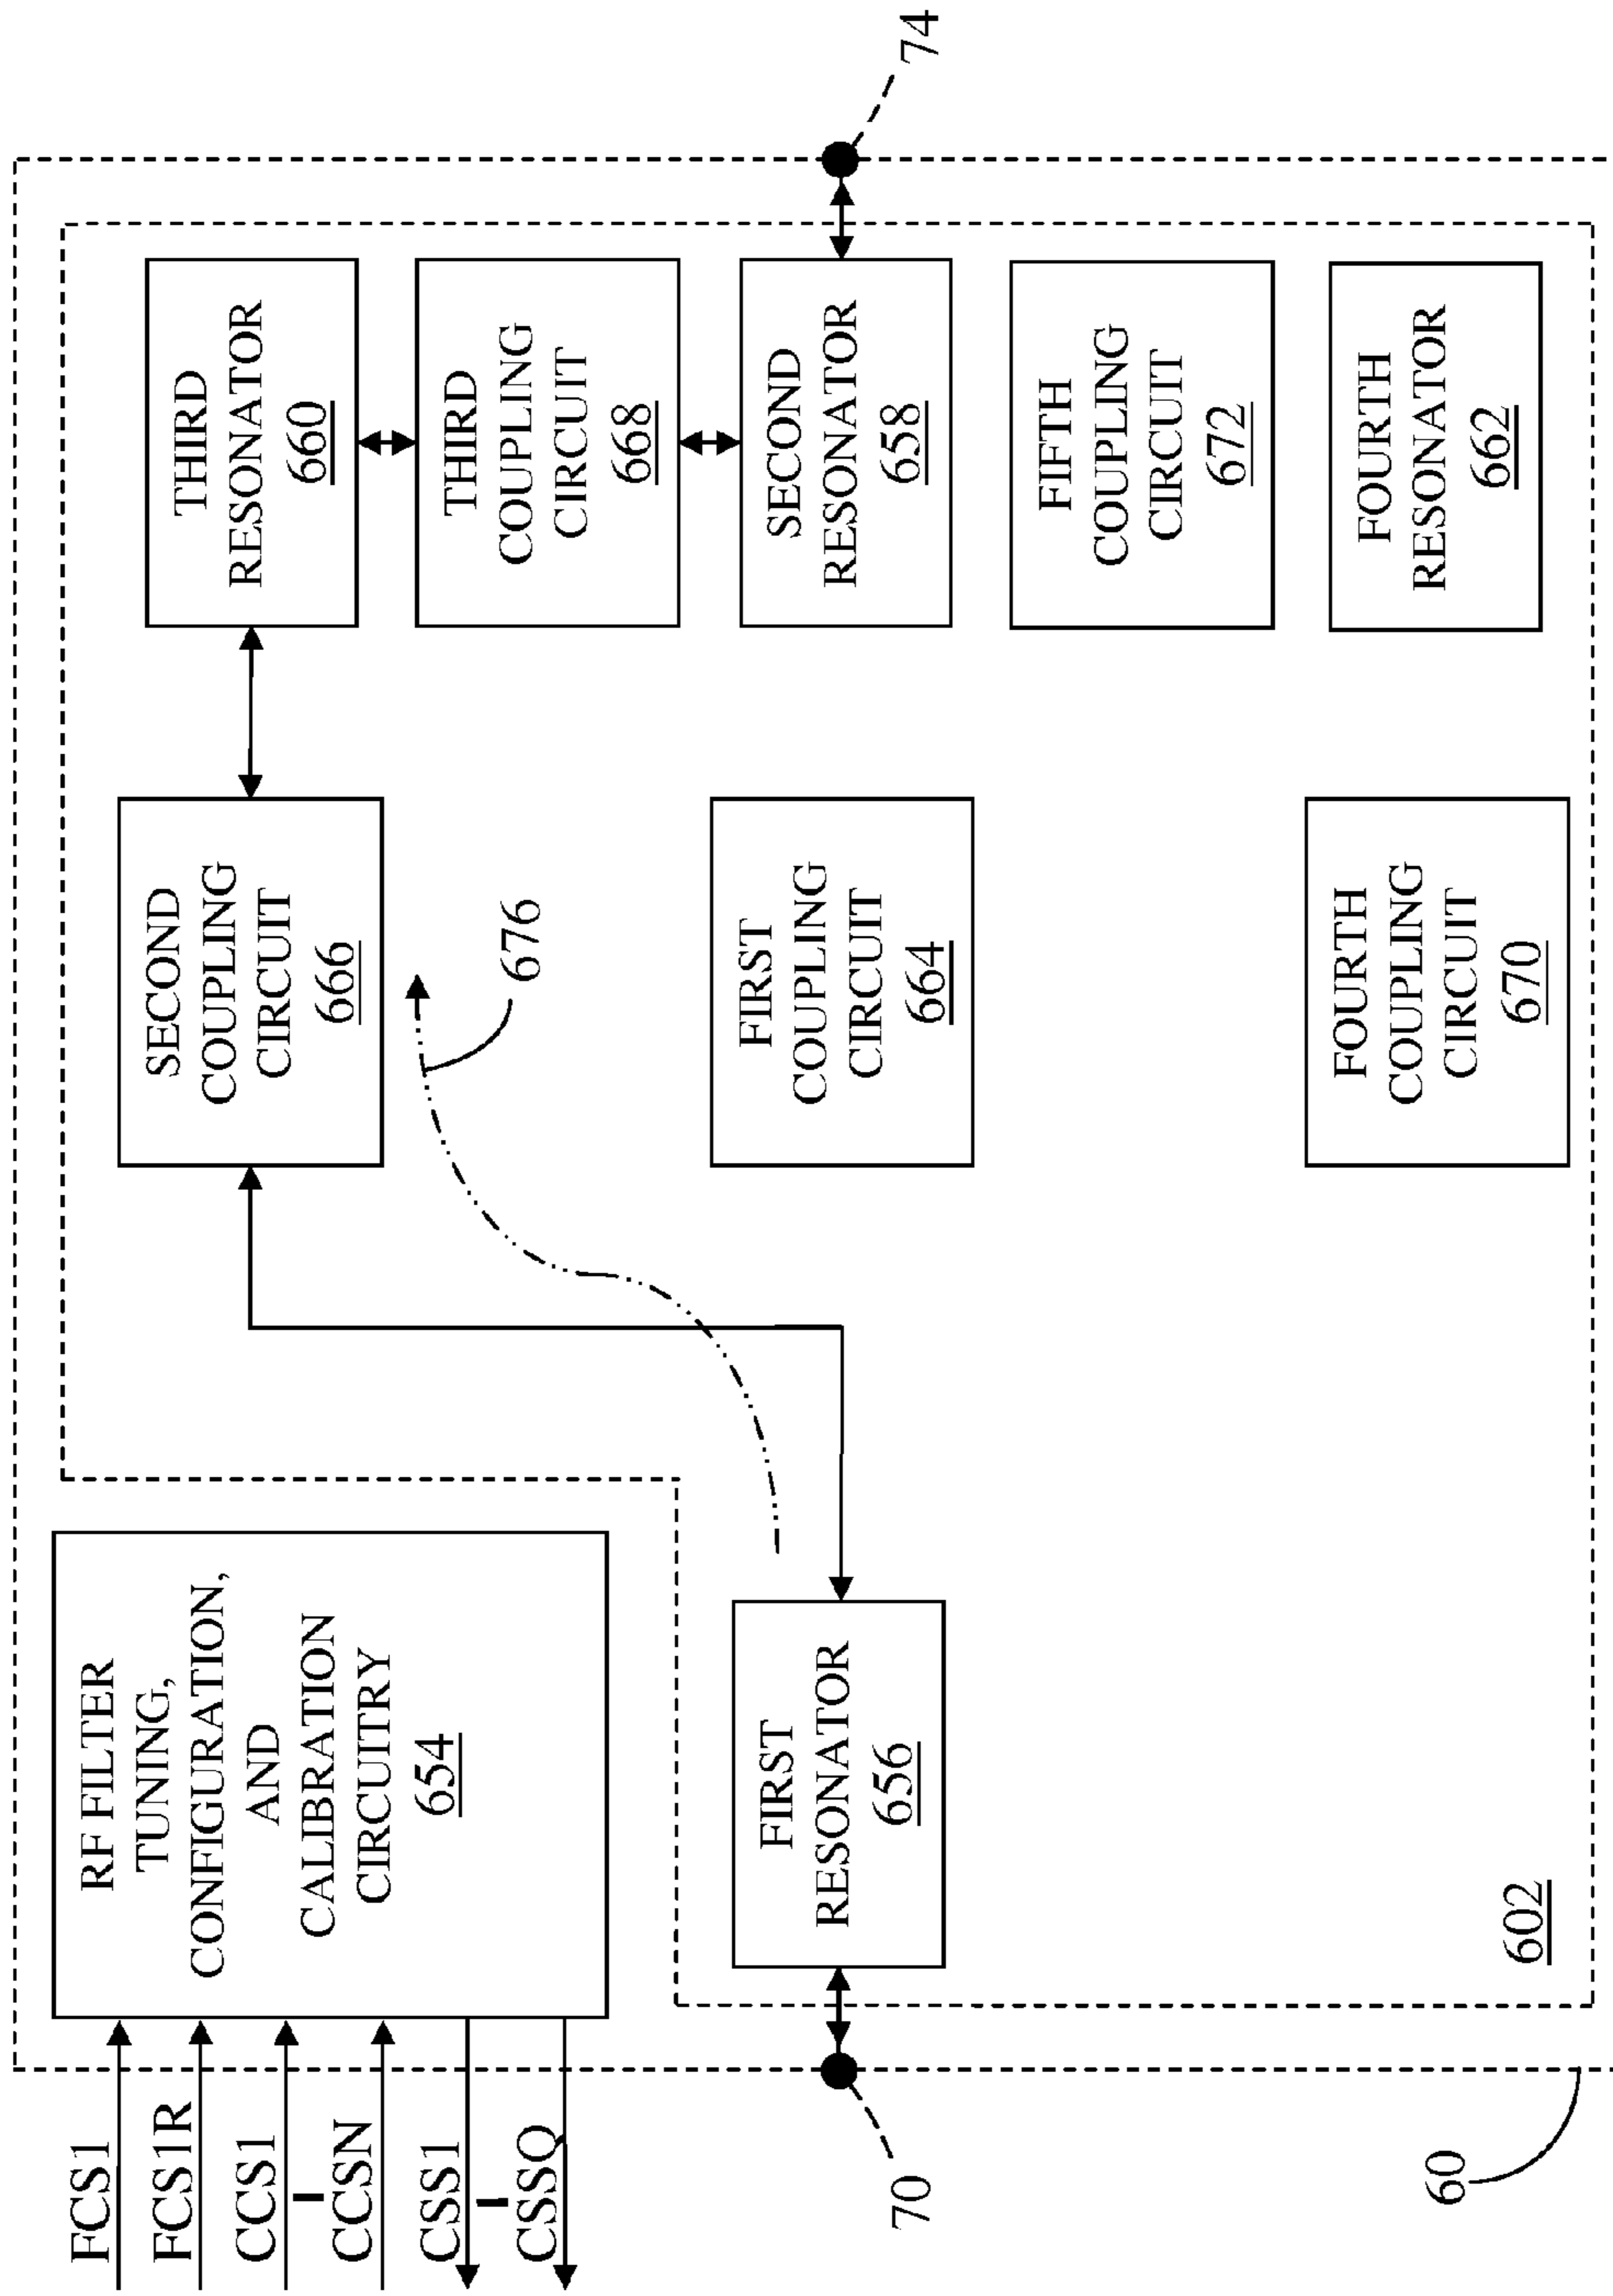 FCS1
FCS1R
CCS1
CCSN
CSS1
CSSQ
RF FILTER
TUNING,
CONFIGURATION,
AND
CALIBRATION
CIRCUITRY
654
SECOND
COUPLING
CIRCUIT
666
THIRD
RESONATOR
660
676
THIRD
COUPLING
CIRCUIT
668
70
FIRST
RESONATOR
656
FIRST
COUPLING
CIRCUIT
664
SECOND
RESONATOR
658
74
FIFTH
COUPLING
CIRCUIT
672
60
602
FOURTH
COUPLING
CIRCUIT
670
FOURTH
RESONATOR
662